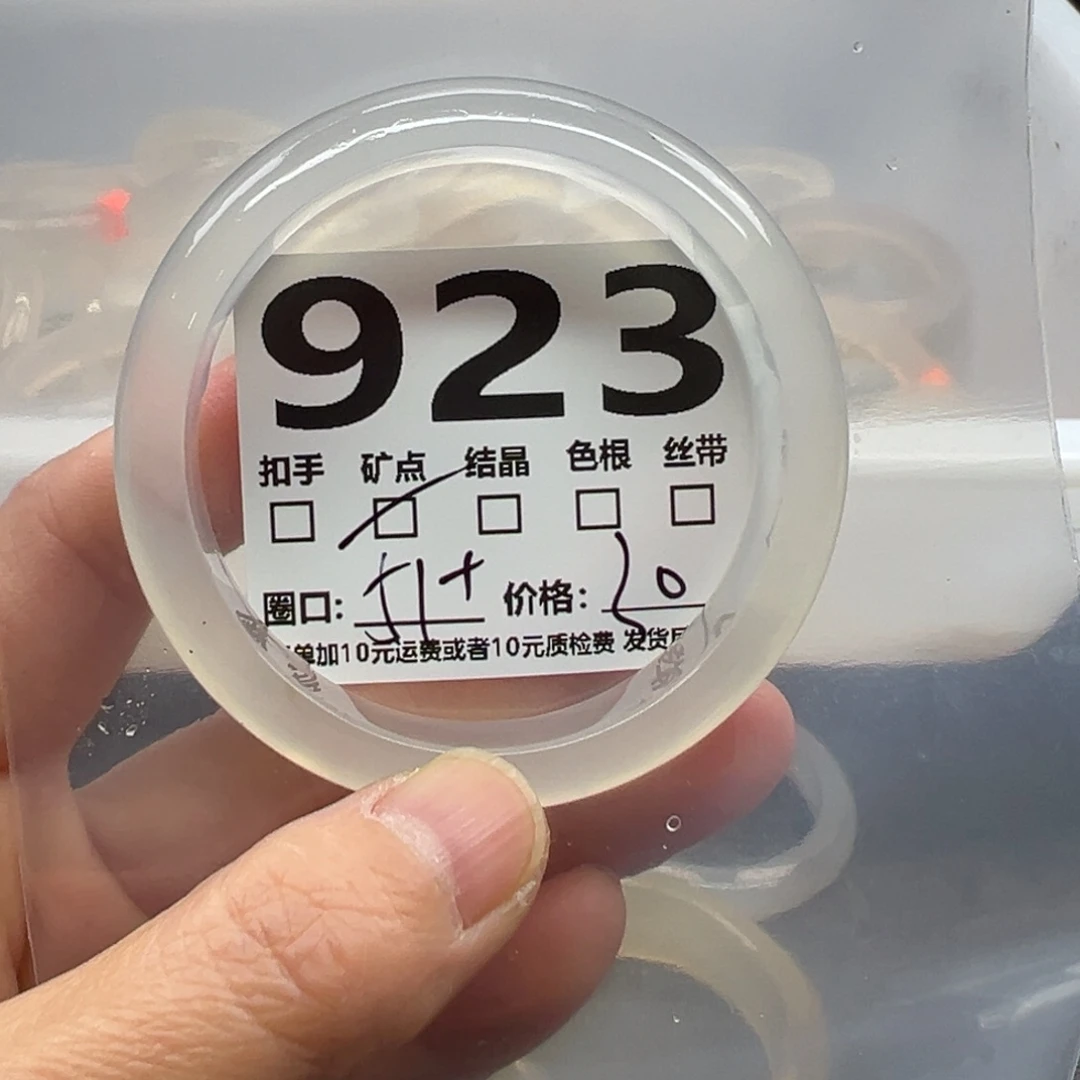 923
扣手 矿点 结晶 色根 丝带
圈口: 51+ 价格:
单加10元运费或者10元质检费 发货